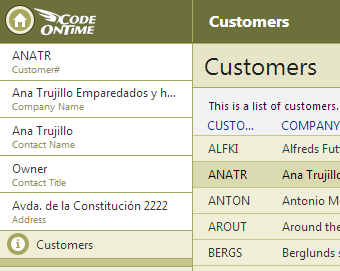 CODE
ONTIME
Customers
ANATR
Customer#
Ana Trujillo Emparedados y h...
Company Name
Ana Trujillo
Contact Name
Owner
Contact Title
Avda. de la Constitución 2222
Address
Customers
Customers
This is a list of customers.
CUSTO... COMPANY
ALFKI Alfreds Fut
ANATR Ana Trujillo
ANTON Antonio M
AROUT Around the
BERGS Berglunds s